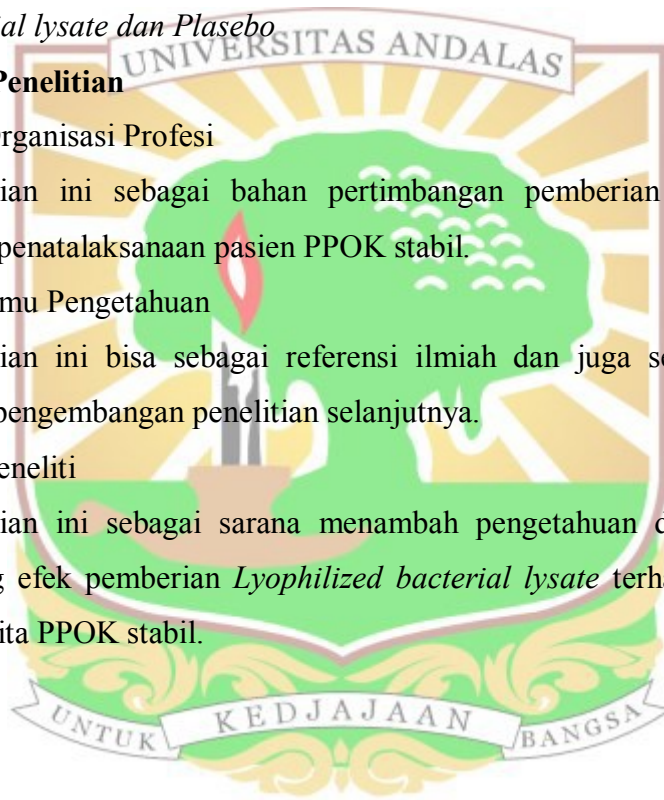 al lysate dan Plasebo
UNIVERSITAS ANDALAS
Penelitian
Organisasi Profesi
ian ini sebagai bahan pertimbangan pemberian
penatalaksanaan pasien PPOK stabil.
mu Pengetahuan
ian ini bisa sebagai referensi ilmiah dan juga se
pengembangan penelitian selanjutnya.
eneliti
ian ini sebagai sarana menambah pengetahuan d
g efek pemberian Lyophilized bacterial lysate terha
ita PPOK stabil.
UNTUK KEDJAJAAN BANGSA